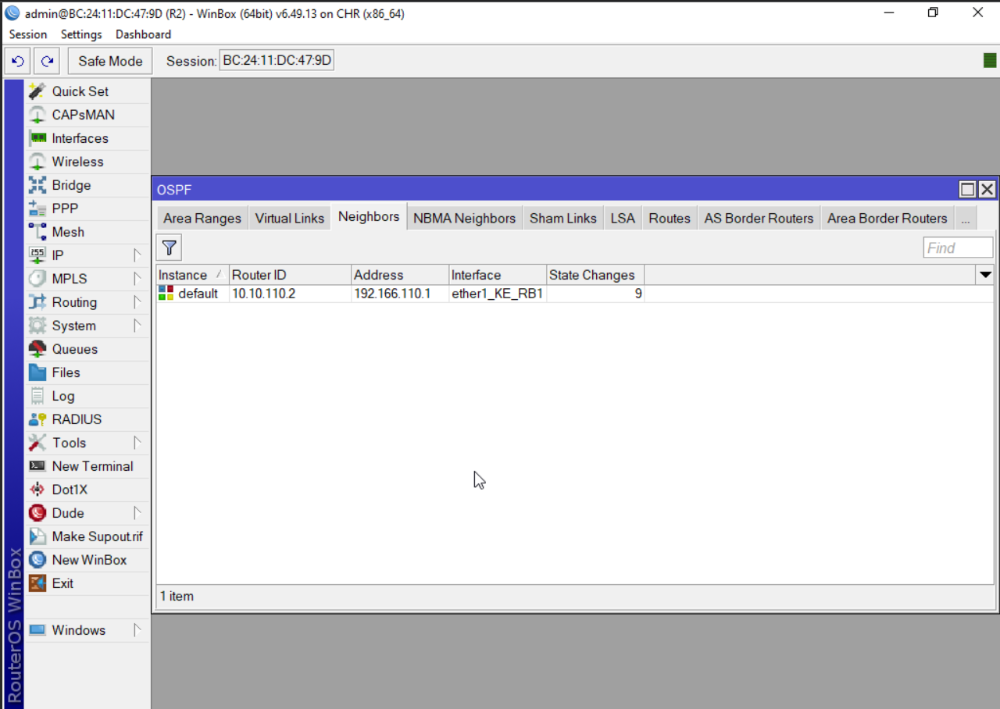 admin@BC:24:11:DC:47:9D (R2) - WinBox (64bit) v6.49.13 on CHR (x86_64)
Session Settings Dashboard
Safe Mode Session: BC:24:11:DC:47:9D
Quick Set
CAPsMAN
Interfaces
Wireless
Bridge
PPP
Mesh
255 IP
MPLS
Routing
System
Queues
Files
Log
RADIUS
Tools
New Terminal
Dot1X
Dude
Make Supout.rif
New WinBox
Exit
Windows
RouterOS WinBox
OSPF
Area Ranges Virtual Links Neighbors NBMA Neighbors Sham Links LSA Routes AS Border Routers Area Border Routers ...
Find
Instance Router ID Address Interface State Changes
default 10.10.110.2 192.166.110.1 ether1_KE_RB1 9
1 item